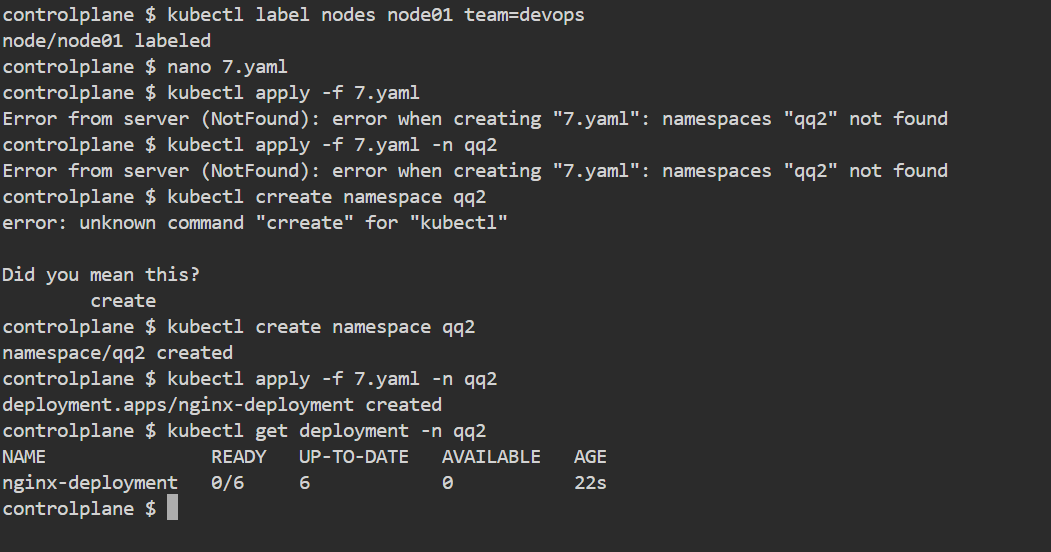 controlplane $ kubectl label nodes node01 team=devops
node/node01 labeled
controlplane $ nano 7.yaml
controlplane $ kubectl apply -f 7.yaml
Error from server (NotFound): error when creating "7.yaml": namespaces "qq2" not found
controlplane $ kubectl apply -f 7.yaml -n qq2
Error from server (NotFound): error when creating "7.yaml": namespaces "qq2" not found
controlplane $ kubectl crreate namespace qq2
error: unknown command "crreate" for "kubectl"
Did you mean this?
        create
controlplane $ kubectl create namespace qq2
namespace/qq2 created
controlplane $ kubectl apply -f 7.yaml -n qq2
deployment.apps/nginx-deployment created
controlplane $ kubectl get deployment -n qq2
NAME               READY   UP-TO-DATE   AVAILABLE   AGE
nginx-deployment   0/6     6            0           22s
controlplane $